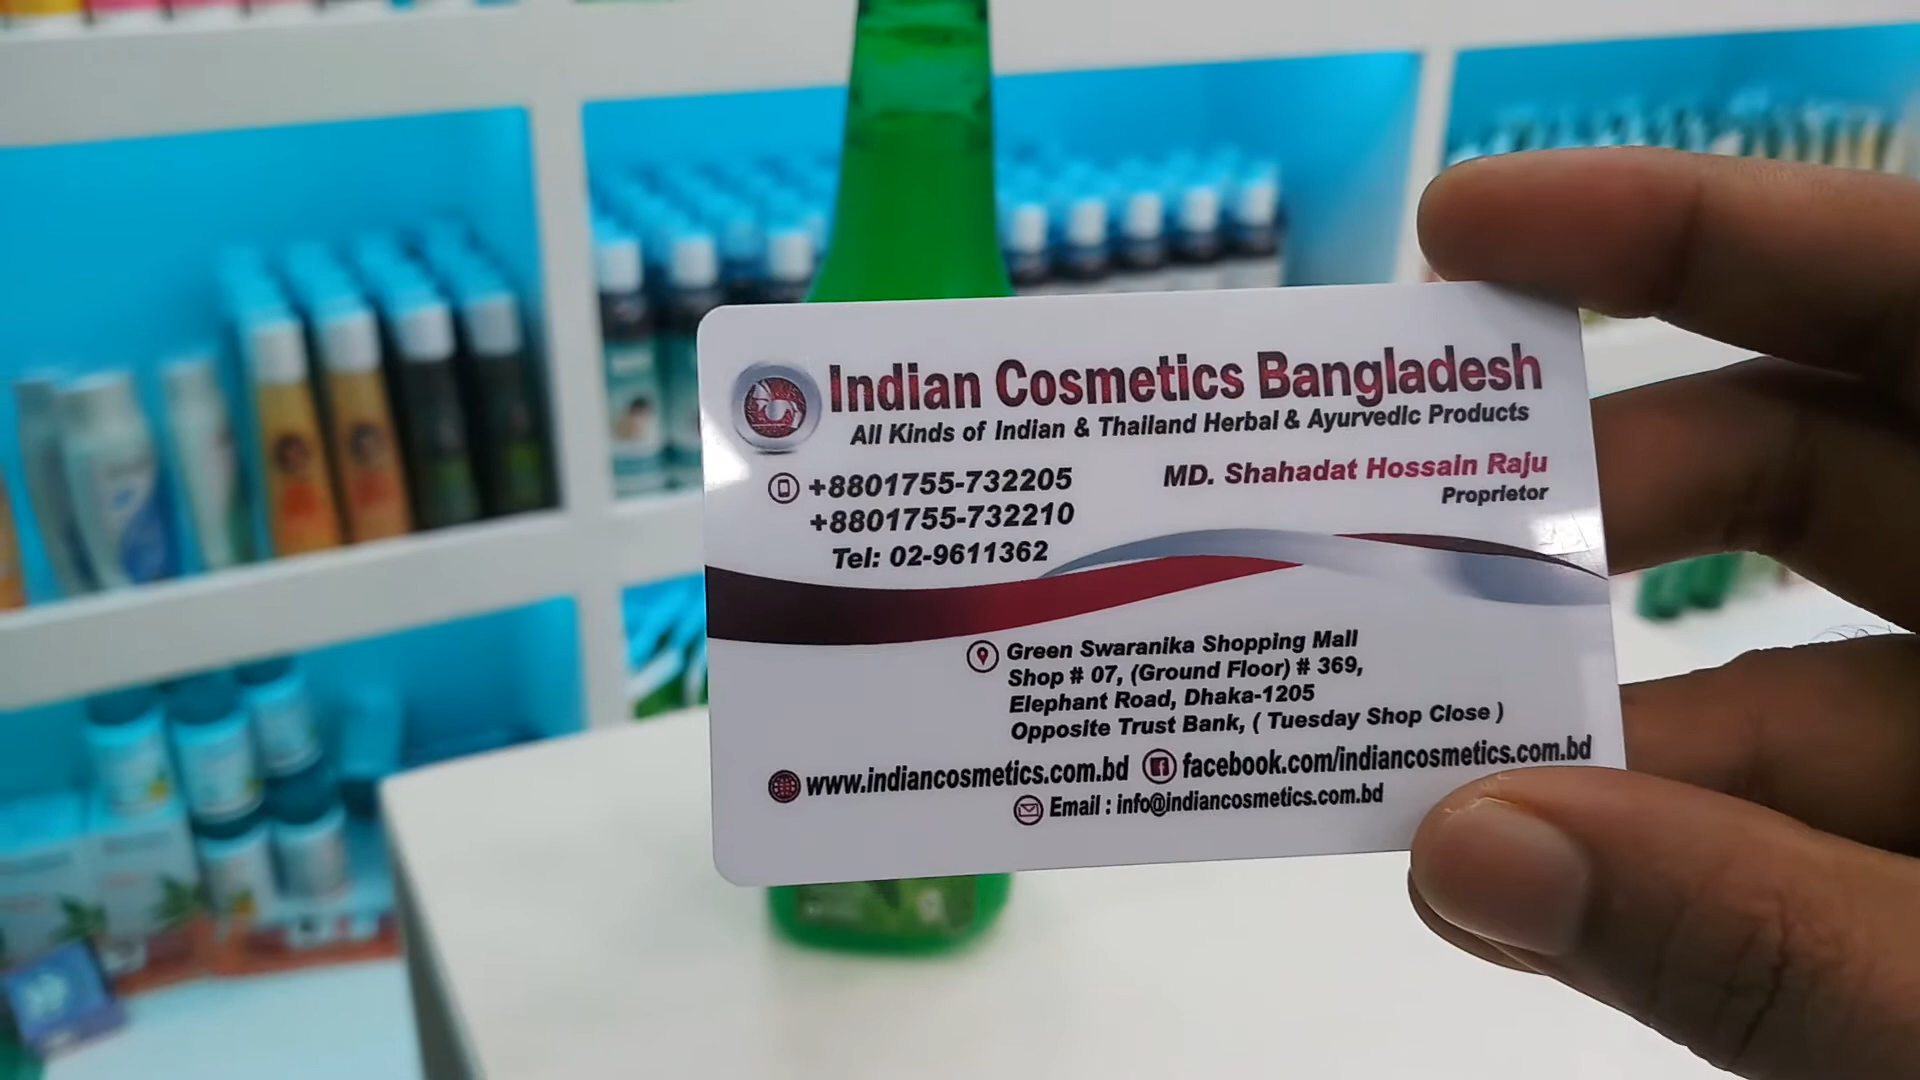 Indian Cosmetics Bangladesh
All Kinds of Indian & Thailand Herbal & Ayurvedic Products
+8801755-732205
+8801755-732210
Tel: 02-9611362
MD. Shahadat Hossain Raju
Proprietor
Green Swaranika Shopping Mall
Shop # 07, (Ground Floor) # 369,
Elephant Road, Dhaka-1205
Opposite Trust Bank, ( Tuesday Shop Close )
www.indiancosmetics.com.bd
facebook.com/indiancosmetics.com.bd
Email : info@indiancosmetics.com.bd